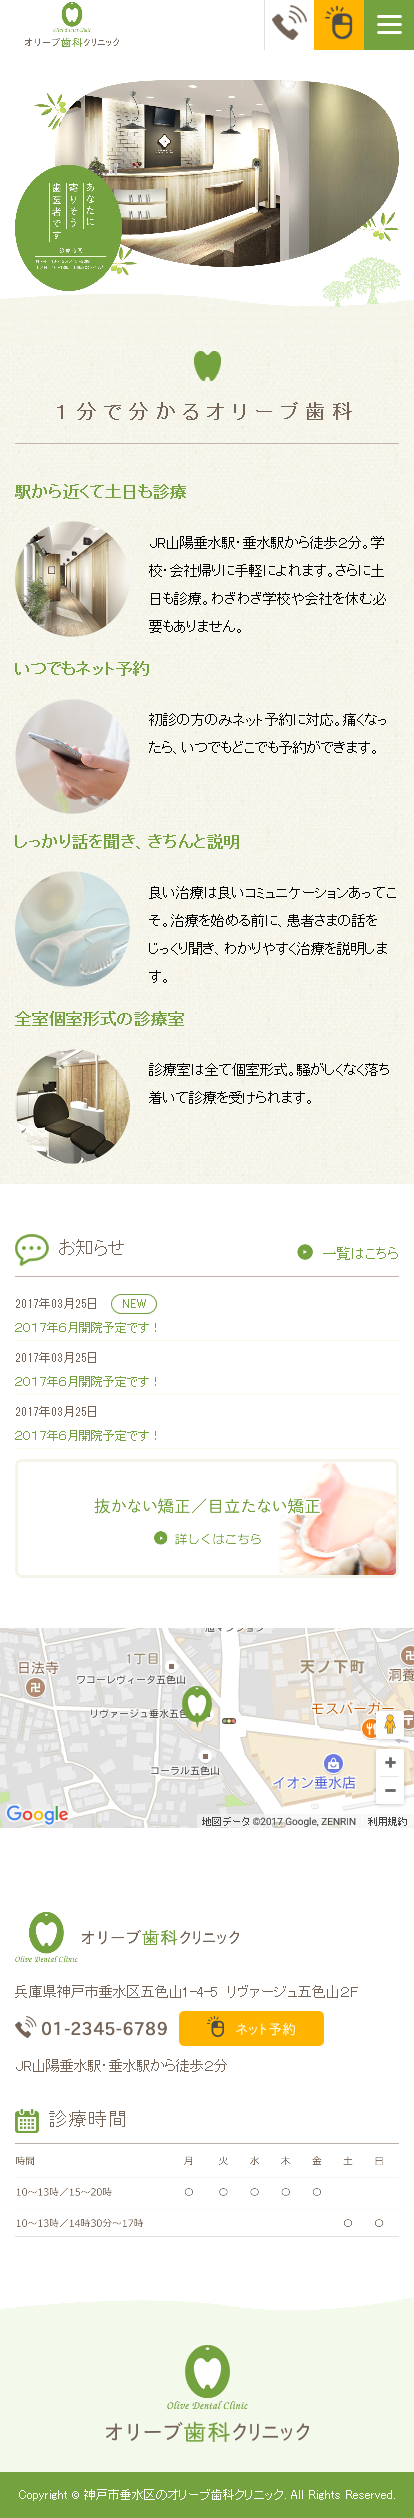 Olive Dental Clinic
オリーブ歯科クリニック
あなたに
寄りそう
歯医者です
診療時間
1分で分かるオリーブ歯科
駅から近くて土日も診療
JR山陽垂水駅・垂水駅から徒歩2分。学
校・会社帰りに手軽によれます。さらに土
日も診療。わざわざ学校や会社を休む必
要もありません。
いつでもネット予約
初診の方のみネット予約に対応。痛くなっ
たら、いつでもどこでも予約ができます。
しっかり話を聞き、きちんと説明
良い治療は良いコミュニケーションあってこ
そ。治療を始める前に、患者さまの話を
じっくり聞き、わかりやすく治療を説明しま
す。
全室個室形式の診療室
診療室は全て個室形式。騒がしくなく落ち
着いて診療を受けられます。
お知らせ
一覧はこちら
2017年03月25日 NEW
2017年6月開院予定です！
2017年03月25日
2017年6月開院予定です！
2017年03月25日
2017年6月開院予定です！
抜かない矯正／目立たない矯正
詳しくはこちら
1丁目
天ノ下町
日法寺
洞養
ワコーレヴィータ五色山
モスバーガー
リヴァージュ垂水五色
コーラル五色山
イオン垂水店
+
−
Google
地図データ ©2017 Google, ZENRIN 利用規約
Olive Dental Clinic
オリーブ歯科クリニック
兵庫県神戸市垂水区五色山1-4-5 リヴァージュ五色山2F
01-2345-6789 ネット予約
JR山陽垂水駅・垂水駅から徒歩2分
診療時間
時間 月 火 水 木 金 土 日
10〜13時／15〜20時 ○ ○ ○ ○ ○
10〜13時／14時30分〜17時 ○ ○
Olive Dental Clinic
オリーブ歯科クリニック
Copyright © 神戸市垂水区のオリーブ歯科クリニック. All Rights Reserved.